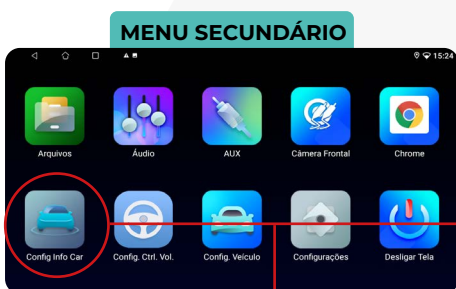 MENU SECUNDÁRIO
15:24
Arquivos Áudio AUX Câmera Frontal Chrome
Config Info Car Config. Ctrl. Vol. Config. Veículo Configurações Desligar Tela